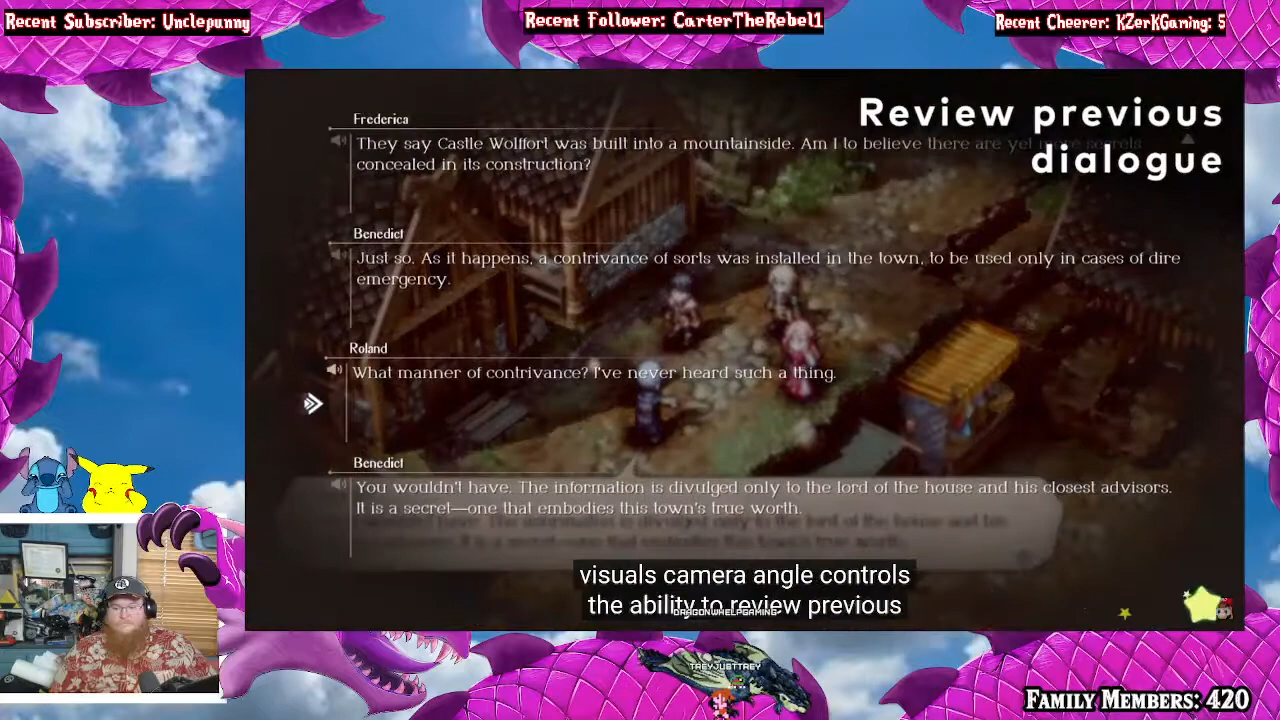 Recent Subscriber: Unclepunny
Recent Follower: CarterTheRebel1
Recent Cheerer: KZerKGaming: 5
Review previous
dialogue
Frederica
They say Castle Wolffort was built into a mountainside. Am I to believe there are yet more secrets
concealed in its construction?
Benedict
Just so. As it happens, a contrivance of sorts was installed in the town, to be used only in cases of dire
emergency.
Roland
What manner of contrivance? I've never heard such a thing.
Benedict
You wouldn't have. The information is divulged only to the lord of the house and his closest advisors.
It is a secret—one that embodies this town's true worth.
visuals camera angle controls
the ability to review previous
DRAGONWHELPGAMING
TREYJUSTTREY
Family Members: 420